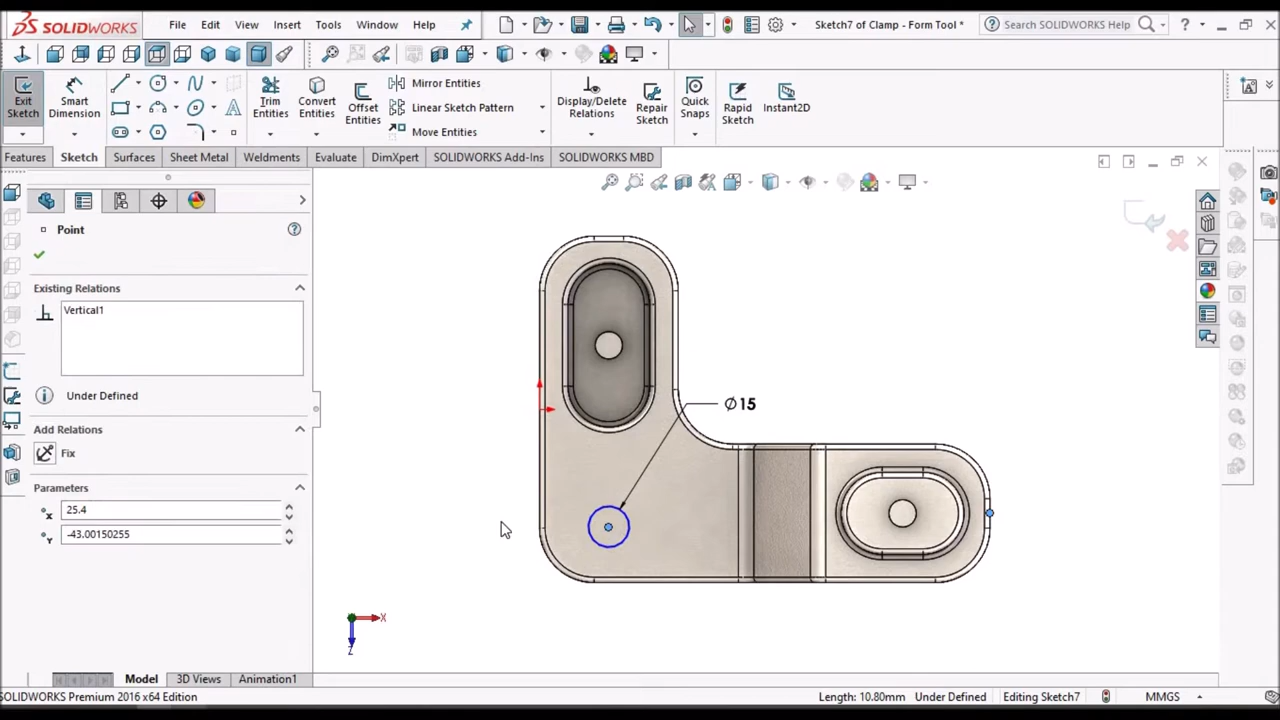 SOLIDWORKS File Edit View Insert Tools Window Help Sketch7 of Clamp - Form Tool * Search SOLIDWORKS Help ?
Exit Sketch
Smart Dimension
Trim Entities
Convert Entities
Offset Entities
Mirror Entities
Linear Sketch Pattern
Move Entities
Display/Delete Relations
Repair Sketch
Quick Snaps
Rapid Sketch
Instant2D
Features Sketch Surfaces Sheet Metal Weldments Evaluate DimXpert SOLIDWORKS Add-Ins SOLIDWORKS MBD
Point
Existing Relations
Vertical1
Under Defined
Add Relations
Fix
Parameters
x 25.4
y -43.00150255
Ø15
X
Z
Model 3D Views Animation1
SOLIDWORKS Premium 2016 x64 Edition Length: 10.80mm Under Defined Editing Sketch7 MMGS